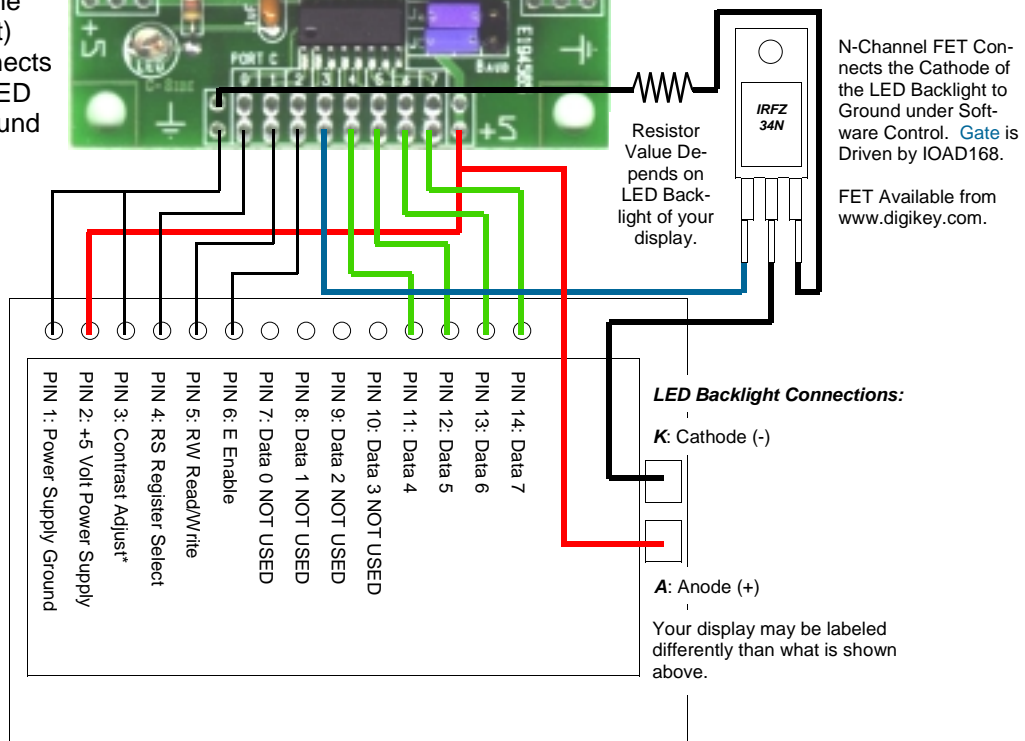 t)
nects
ED
und
+5
LED
1uF
PORT C
0 1 2 3 4 5 6 7
BAUD
E194583
+5
Resistor
Value De-
pends on
LED Back-
light of your
display.
IRFZ
34N
N-Channel FET Con-
nects the Cathode of
the LED Backlight to
Ground under Soft-
ware Control. Gate is
Driven by IOAD168.
FET Available from
www.digikey.com.
PIN 1: Power Supply Ground
PIN 2: +5 Volt Power Supply
PIN 3: Contrast Adjust*
PIN 4: RS Register Select
PIN 5: RW Read/Write
PIN 6: E Enable
PIN 7: Data 0 NOT USED
PIN 8: Data 1 NOT USED
PIN 9: Data 2 NOT USED
PIN 10: Data 3 NOT USED
PIN 11: Data 4
PIN 12: Data 5
PIN 13: Data 6
PIN 14: Data 7
LED Backlight Connections:
K: Cathode (-)
A: Anode (+)
Your display may be labeled
differently than what is shown
above.